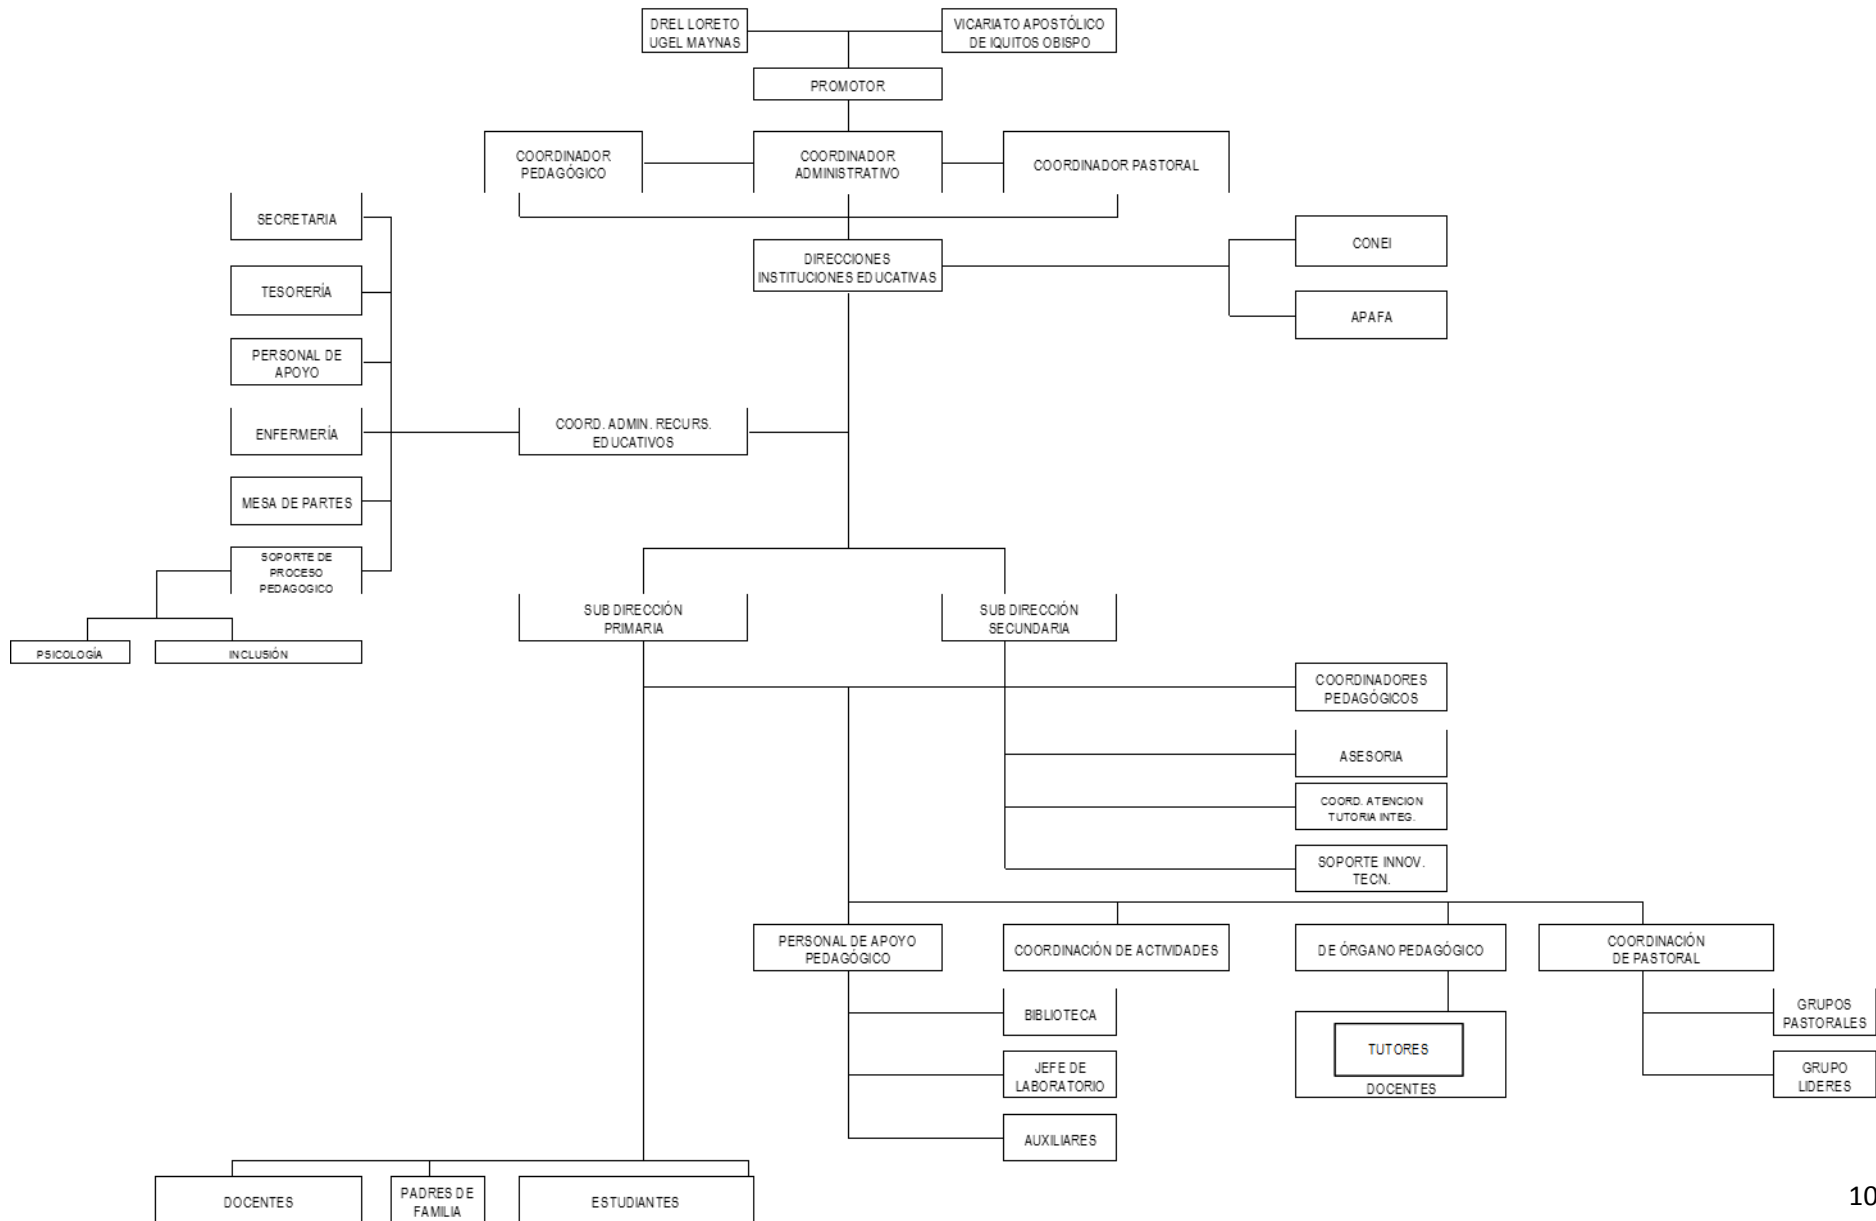 DREL LORETO
UGEL MAYNAS
VICARIATO APOSTÓLICO
DE IQUITOS OBISPO
PROMOTOR
COORDINADOR
PEDAGÓGICO
COORDINADOR
ADMINISTRATIVO
COORDINADOR PASTORAL
SECRETARIA
TESORERÍA
PERSONAL DE
APOYO
ENFERMERÍA
MESA DE PARTES
SOPORTE DE
PROCESO
PEDAGOGICO
PSICOLOGÍA
INCLUSIÓN
DIRECCIONES
INSTITUCIONES EDUCATIVAS
CONEI
APAFA
COORD. ADMIN. RECURS.
EDUCATIVOS
SUB DIRECCIÓN
PRIMARIA
SUB DIRECCIÓN
SECUNDARIA
COORDINADORES
PEDAGÓGICOS
ASESORIA
COORD. ATENCION
TUTORIA INTEG.
SOPORTE INNOV.
TECN.
PERSONAL DE APOYO
PEDAGÓGICO
COORDINACIÓN DE ACTIVIDADES
DE ÓRGANO PEDAGÓGICO
COORDINACIÓN
DE PASTORAL
BIBLIOTECA
JEFE DE
LABORATORIO
AUXILIARES
TUTORES
DOCENTES
GRUPOS
PASTORALES
GRUPO
LIDERES
DOCENTES
PADRES DE
FAMILIA
ESTUDIANTES
10